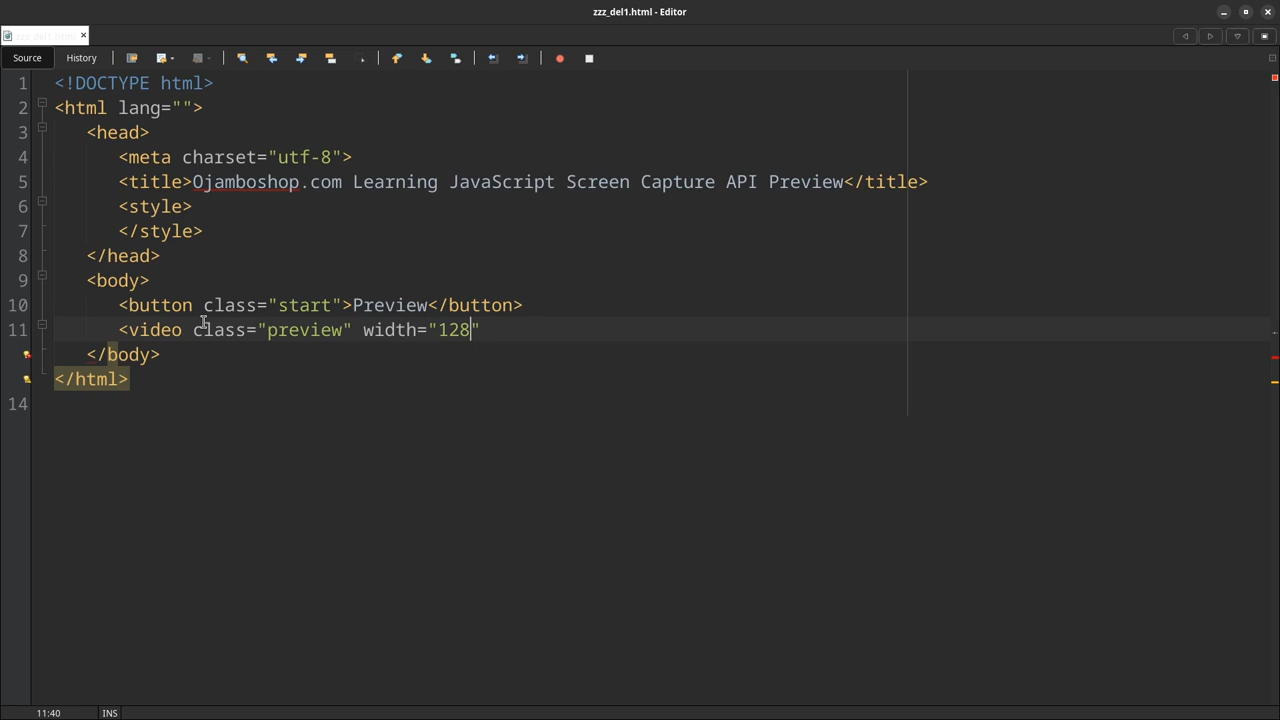 zzz_del1.html - Editor
zzz_del1.html
Source History
1 <!DOCTYPE html>
2 <html lang="">
3 <head>
4 <meta charset="utf-8">
5 <title>Ojamboshop.com Learning JavaScript Screen Capture API Preview</title>
6 <style>
7 </style>
8 </head>
9 <body>
10 <button class="start">Preview</button>
11 <video class="preview" width="128"
</body>
</html>
14
11:40 INS